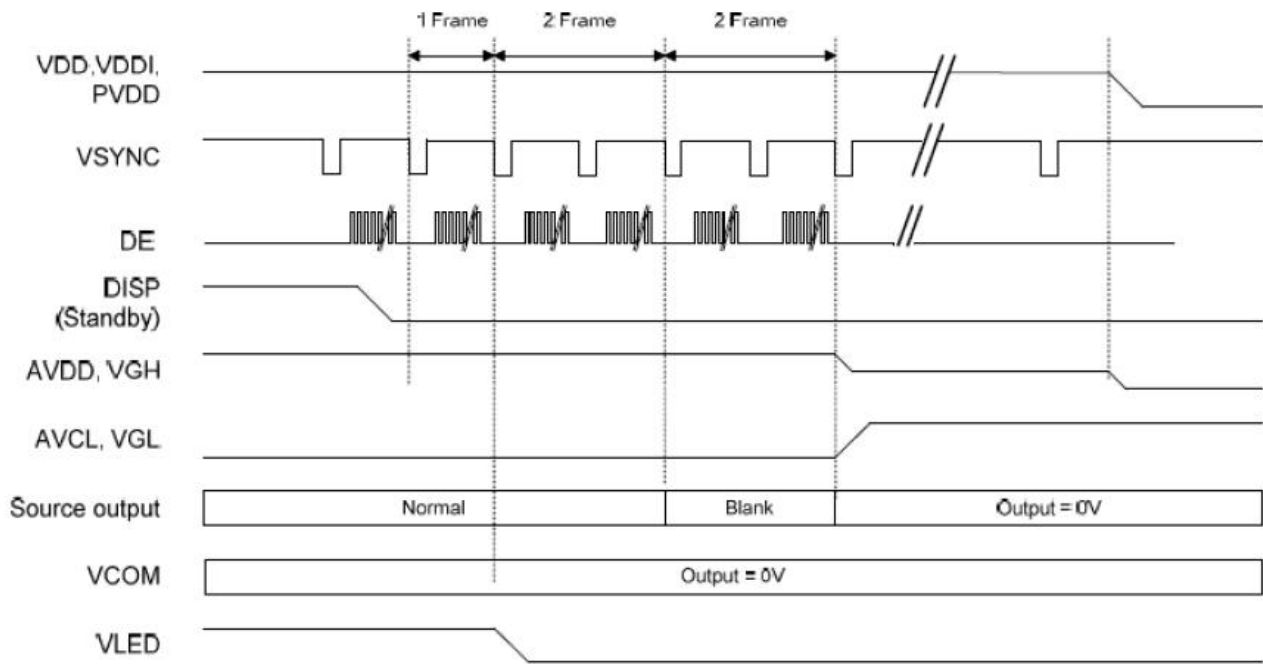 1 Frame 2 Frame 2 Frame
VDD,VDDI,
PVDD
VSYNC
DE
DISP
(Standby)
AVDD, VGH
AVCL, VGL
Source output Normal Blank Output = 0V
VCOM Output = 0V
VLED